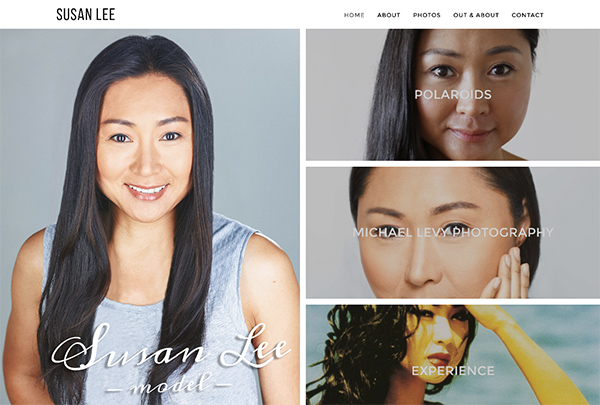 SUSAN LEE
HOME ABOUT PHOTOS OUT & ABOUT CONTACT
POLAROIDS
MICHAEL LEVY PHOTOGRAPHY
EXPERIENCE
Susan Lee
– model –